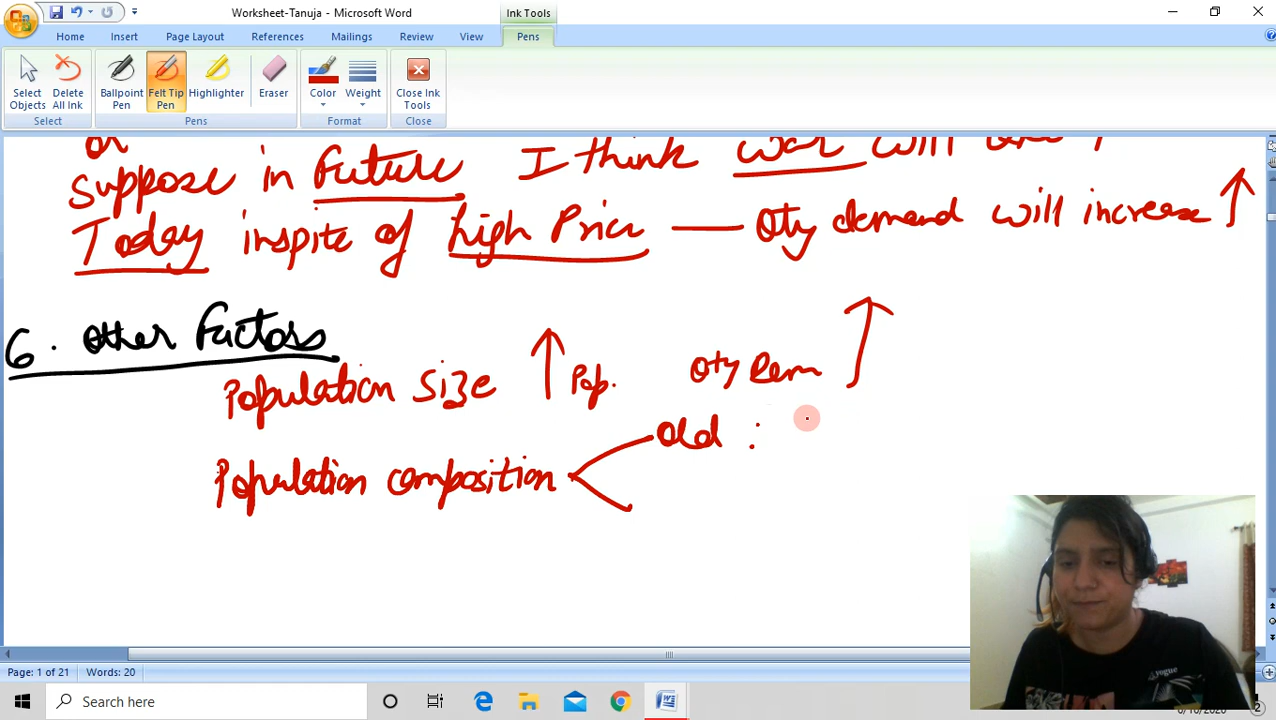 Worksheet-Tanuja - Microsoft Word
Ink Tools
Home Insert Page Layout References Mailings Review View Pens
Select Objects
Delete All Ink
Ballpoint Pen
Felt Tip Pen
Highlighter
Eraser
Color
Weight
Close Ink Tools
Select Pens Format Close
or
suppose in Future I think war will
Today inspite of high Price — Qty demand will increase ↑
6. Other Factors
Population size ↑ Pop. Qty Dem ↑
Old :
Population composition
vogue
Page: 1 of 21 Words: 20
Search here